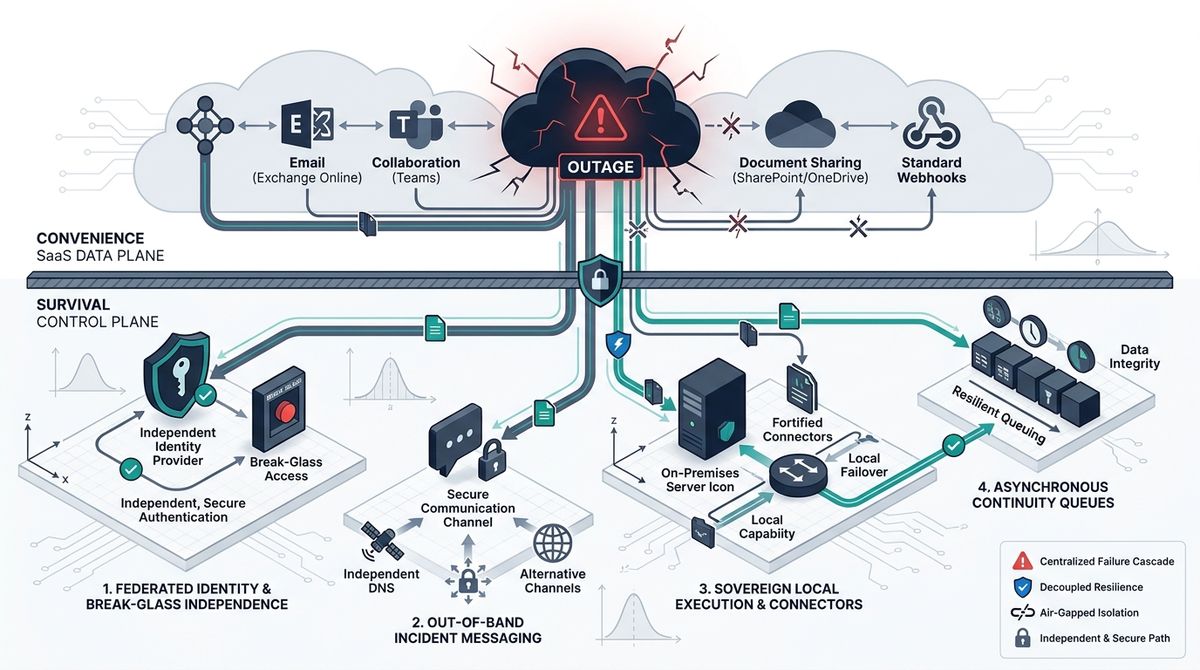 OUTAGE
E
Email
(Exchange Online)
T
Collaboration
(Teams)
Document Sharing
(SharePoint/OneDrive)
Standard
Webhooks
CONVENIENCE
SaaS DATA PLANE
SURVIVAL
CONTROL PLANE
Z
X
Independent
Identity
Provider
Break-Glass
Access
Independent, Secure
Authentication
1. FEDERATED IDENTITY &
BREAK-GLASS INDEPENDENCE
Secure
Communication
Channel
Independent
DNS
Alternative
Channels
2. OUT-OF-BAND
INCIDENT MESSAGING
Z
On-Premises
Server Icon
Fortified
Connectors
Local
Failover
Local
Capabiity
3. SOVEREIGN LOCAL
EXECUTION & CONNECTORS
Data
Integrity
Resilient Queuing
4. ASYNCHRONOUS
CONTINUITY QUEUES
Centralized Failure Cascade
Decoupled Resilience
Air-Gapped Isolation
Independent & Secure Path